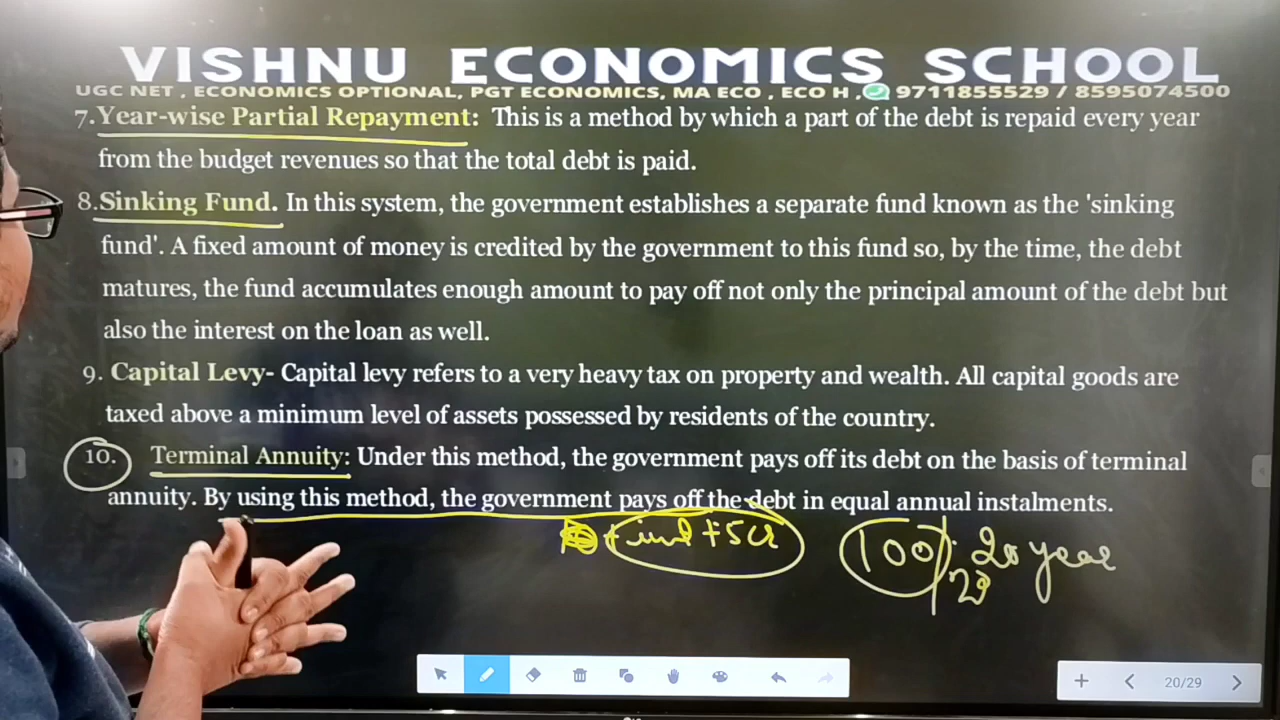 VISHNU ECONOMICS SCHOOL
UGC NET , ECONOMICS OPTIONAL, PGT ECONOMICS, MA ECO , ECO H , 9711855529 / 8595074500
7.Year-wise Partial Repayment: This is a method by which a part of the debt is repaid every year
from the budget revenues so that the total debt is paid.
8.Sinking Fund. In this system, the government establishes a separate fund known as the 'sinking
fund'. A fixed amount of money is credited by the government to this fund so, by the time, the debt
matures, the fund accumulates enough amount to pay off not only the principal amount of the debt but
also the interest on the loan as well.
9. Capital Levy- Capital levy refers to a very heavy tax on property and wealth. All capital goods are
taxed above a minimum level of assets possessed by residents of the country.
10. Terminal Annuity: Under this method, the government pays off its debt on the basis of terminal
annuity. By using this method, the government pays off the debt in equal annual instalments.
+ 5 cr 100 20 year
20/29